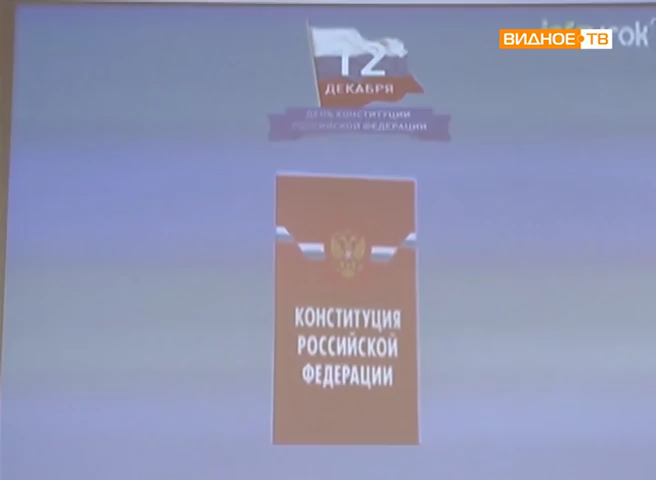 ВИДНОЕ ТВ
12
ДЕКАБРЯ
ДЕНЬ КОНСТИТУЦИИ
РОССИЙСКОЙ ФЕДЕРАЦИИ
КОНСТИТУЦИЯ
РОССИЙСКОЙ
ФЕДЕРАЦИИ